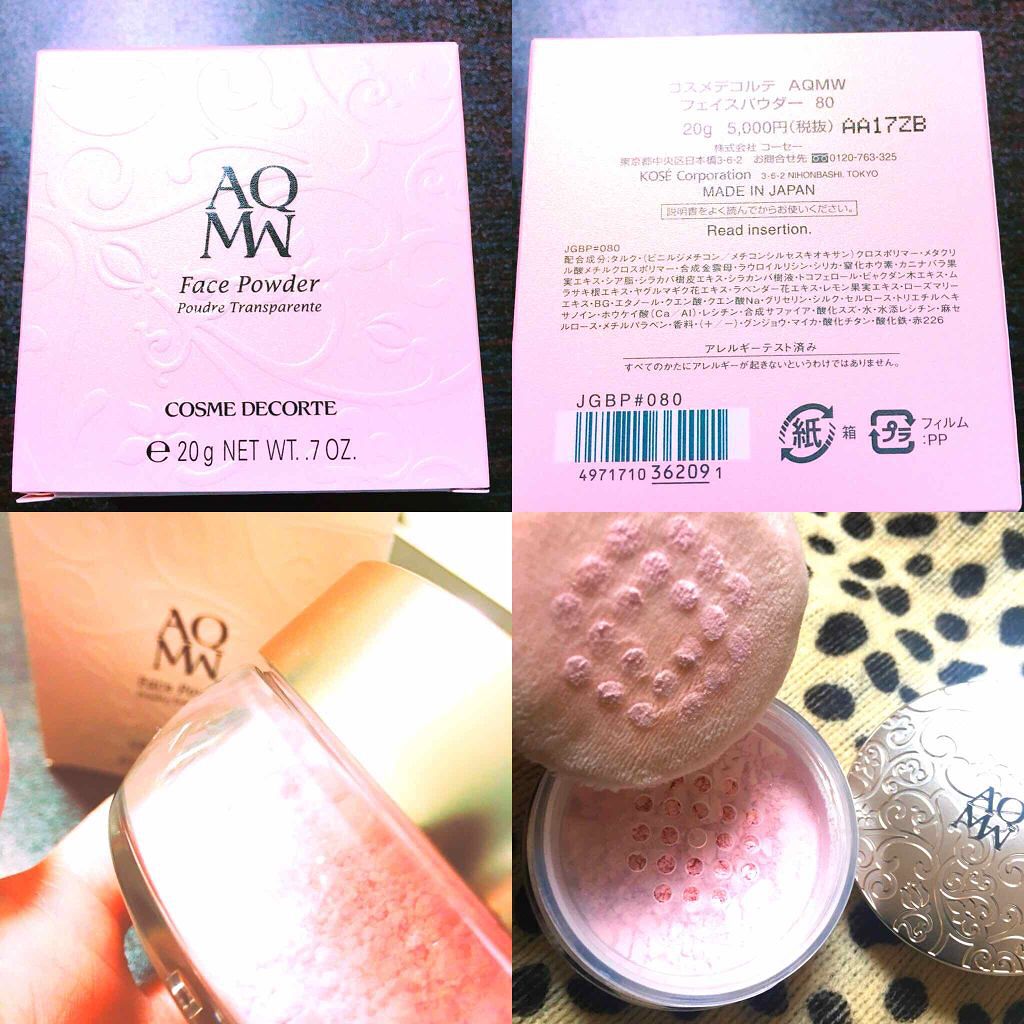 AQ
MW
Face Powder
Poudre Transparente
COSME DECORTE
℮ 20g NET WT. .7 OZ.
コスメデコルテ AQMW
フェイスパウダー 80
20g 5,000円(税抜) AA17ZB
株式会社 コーセー
東京都中央区日本橋3-6-2 お問合せ先 0120-763-325
KOSÉ Corporation 3-6-2 NIHONBASHI, TOKYO
MADE IN JAPAN
説明書をよく読んでからお使いください。
Read insertion.
JGBP#080
配合成分:タルク・(ビニルジメチコン/メチコンシルセスキオキサン)クロスポリマー・メタクリ
ル酸メチルクロスポリマー・合成金雲母・ラウロイルリシン・シリカ・窒化ホウ素・カニナバラ果
実エキス・シア脂・シラカバ樹皮エキス・シラカバ樹液・トコフェロール・ビャクダン木エキス・ム
ラサキ根エキス・ヤグルマギク花エキス・ラベンダー花エキス・レモン果実エキス・ローズマリー
エキス・BG・エタノール・クエン酸・クエン酸Na・グリセリン・シルク・セルロース・トリエチルヘキ
サノイン・ホウケイ酸(Ca/Al)・レシチン・合成サファイア・酸化スズ・水・水添レシチン・麻セ
ルロース・メチルパラベン・香料・(+/-)・グンジョウ・マイカ・酸化チタン・酸化鉄・赤226
アレルギーテスト済み
すべてのかたにアレルギーが起きないというわけではありません。
JGBP#080
4971710 36209 1
紙 箱
プラ フィルム
:PP
AQ
MW
Face Po
AQ
MW